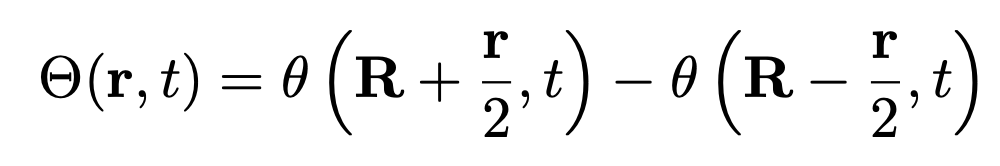 Θ(𝐫, t) = θ (𝐑 + 𝐫/2, t) − θ (𝐑 − 𝐫/2, t)